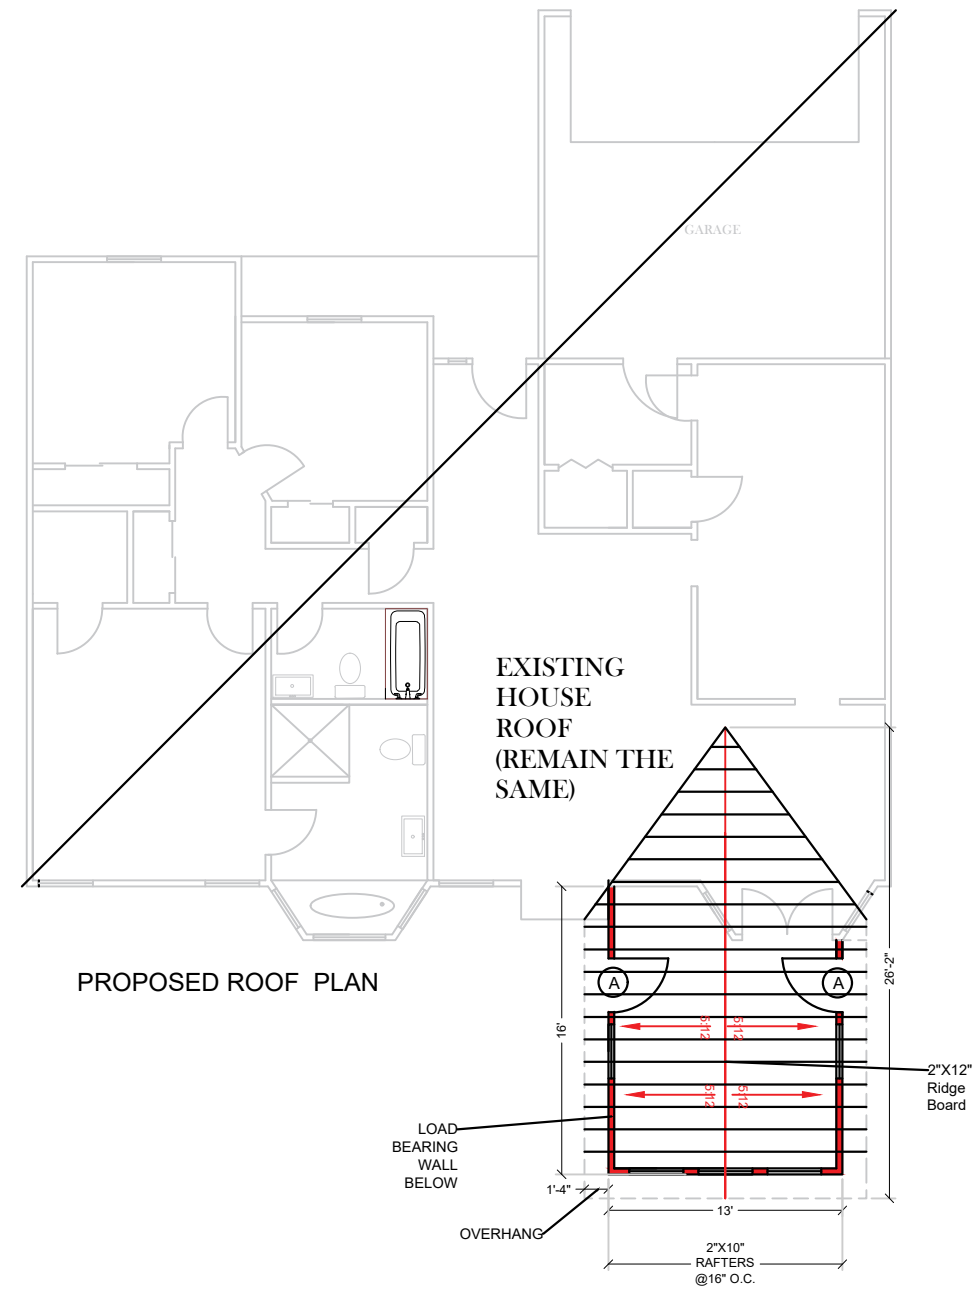 GARAGE
EXISTING
HOUSE
ROOF
(REMAIN THE
SAME)
PROPOSED ROOF PLAN
A
A
26'-2"
16'
5:12
5:12
2"X12"
Ridge
Board
5:12
5:12
LOAD
BEARING
WALL
BELOW
1'-4"
13'
OVERHANG
2"X10"
RAFTERS
@16" O.C.